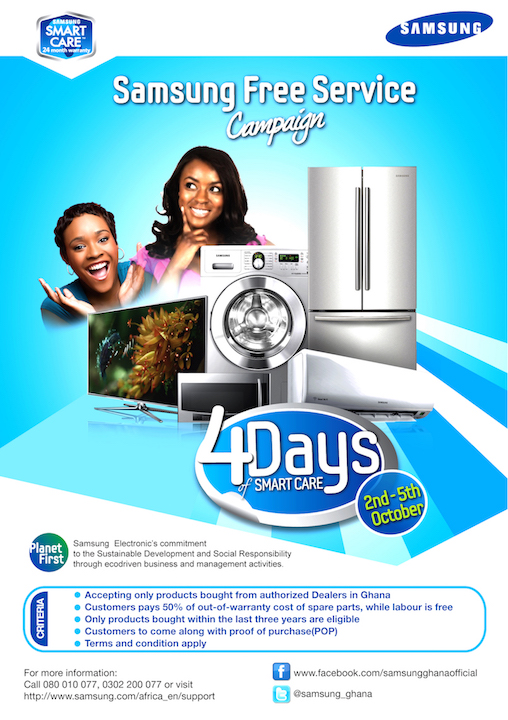 SAMSUNG
SMART
CARE™
24 month warranty
SAMSUNG
Samsung Free Service
Campaign
SAMSUNG
4Days
of SMART CARE
2nd - 5th
October
Planet
First
Samsung Electronic's commitment
to the Sustainable Development and Social Responsibility
through ecodriven business and management activities.
CRITERIA
Accepting only products bought from authorized Dealers in Ghana
Customers pays 50% of out-of-warranty cost of spare parts, while labour is free
Only products bought within the last three years are eligible
Customers to come along with proof of purchase(POP)
Terms and condition apply
For more information:
Call 080 010 077, 0302 200 077 or visit
http://www.samsung.com/africa_en/support
www.facebook.com/samsungghanaofficial
@samsung_ghana